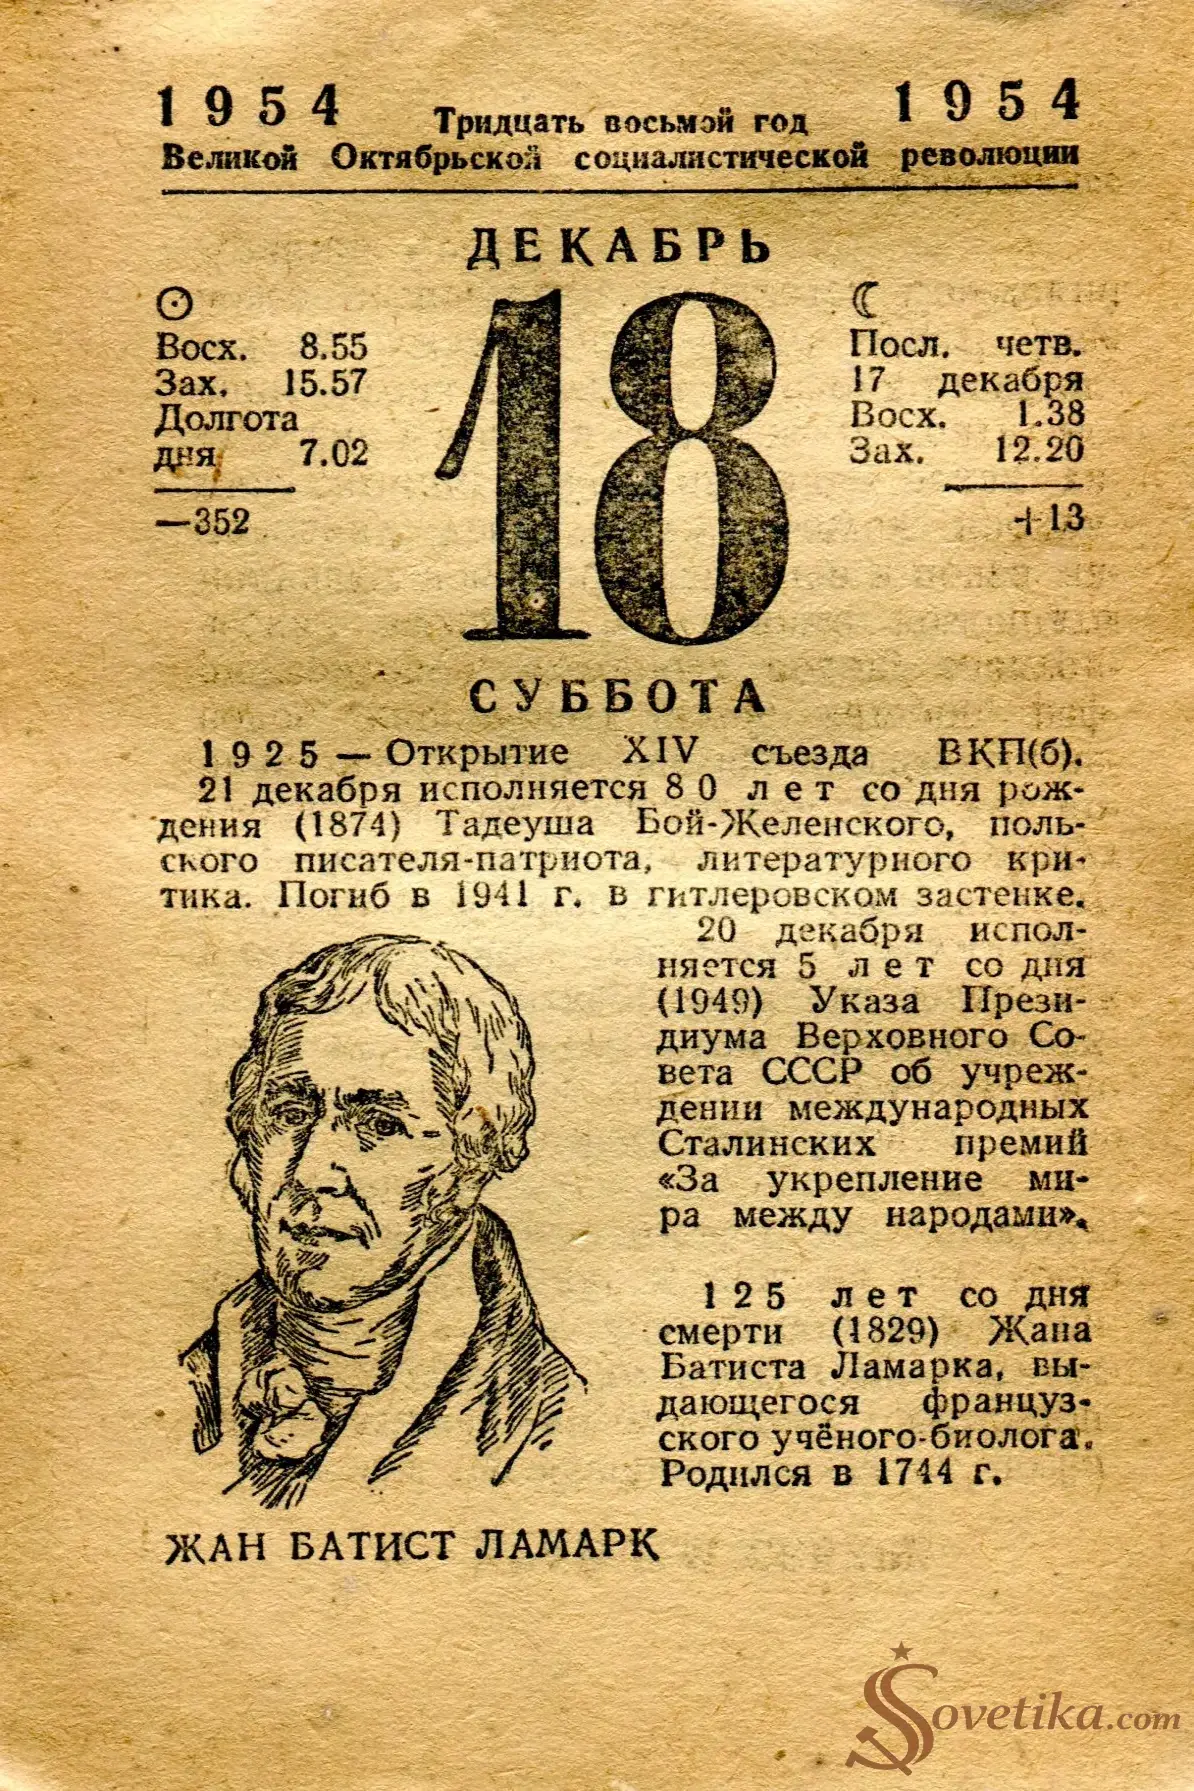 1954 1954
Тридцать восьмой год
Великой Октябрьской социалистической революции
ДЕКАБРЬ
18
Восх. 8.55
Зах. 15.57
Долгота
дня 7.02
—352
Посл. четв.
17 декабря
Восх. 1.38
Зах. 12.20
+13
СУББОТА
1925 — Открытие XIV съезда ВКП(б).
21 декабря исполняется 80 лет со дня рож-
дения (1874) Тадеуша Бой-Желенского, поль-
ского писателя-патриота, литературного кри-
тика. Погиб в 1941 г. в гитлеровском застенке.
20 декабря испол-
няется 5 лет со дня
(1949) Указа Прези-
диума Верховного Со-
вета СССР об учреж-
дении международных
Сталинских премий
«За укрепление ми-
ра между народами».
125 лет со дня
смерти (1829) Жана
Батиста Ламарка, вы-
дающегося француз-
ского учёного-биолога.
Родился в 1744 г.
ЖАН БАТИСТ ЛАМАРК
Sovetika.com